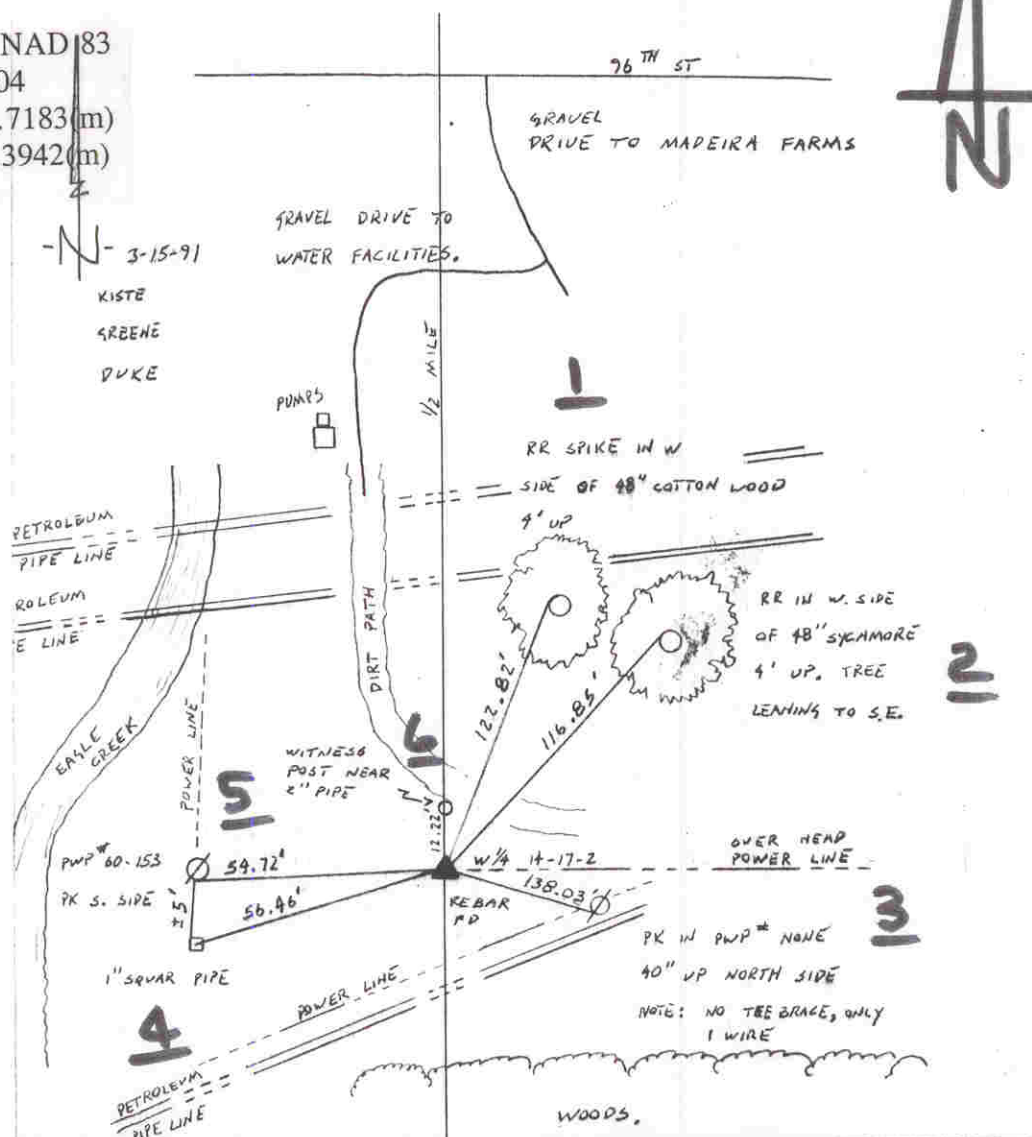 NAD 83
04
.7183(m)
3942(m)
Z
-N- 3-15-91
KISTE
GREENE
DUKE
N
96TH ST
GRAVEL
DRIVE TO MADEIRA FARMS
GRAVEL DRIVE TO
WATER FACILITIES.
1/2 MILE
PUMPS
1
RR SPIKE IN W
SIDE OF 48" COTTON WOOD
4' UP
PETROLEUM
PIPE LINE
ROLEUM
E LINE
DIRT PATH
RR IN W. SIDE
OF 48" SYCAMORE
4' UP. TREE
LEANING TO S.E.
2
122.82'
116.85'
EAGLE
CREEK
POWER LINE
5
WITNESS
POST NEAR
2" PIPE
6
12.22'
PWP #60-153
PK S. SIDE
54.72'
56.46'
±5'
1" SQUAR PIPE
4
W 1/4 14-17-2
REBAR
FD
138.03'
OVER HEAD
POWER LINE
3
PK IN PWP # NONE
40" UP NORTH SIDE
NOTE: NO TEE BRACE, ONLY
1 WIRE
POWER LINE
PETROLEUM
PIPE LINE
WOODS.